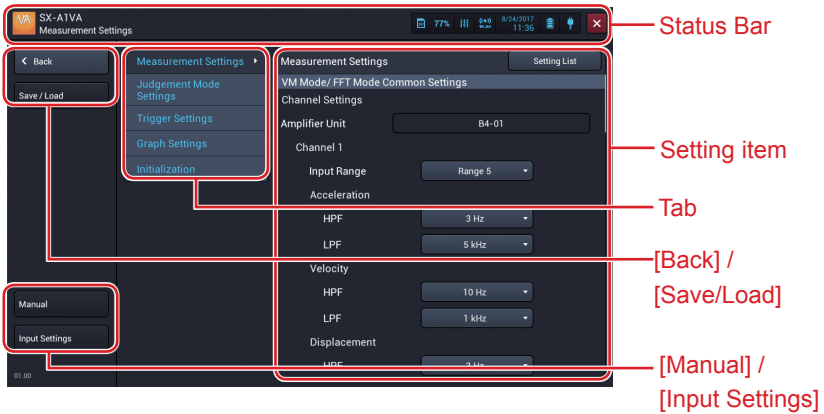 VA
SX-A1VA
Measurement Settings
77%
WLAN
8/24/2017
11:36
Status Bar
Back
Save / Load
Measurement Settings
Judgement Mode
Settings
Trigger Settings
Graph Settings
Initialization
Measurement Settings
Setting List
VM Mode/ FFT Mode Common Settings
Channel Settings
Amplifier Unit
B4-01
Channel 1
Input Range
Range 5
Acceleration
HPF
3 Hz
LPF
5 kHz
Velocity
HPF
10 Hz
LPF
1 kHz
Displacement
HPF
3 Hz
Manual
Input Settings
01.00
Setting item
Tab
[Back] /
[Save/Load]
[Manual] /
[Input Settings]